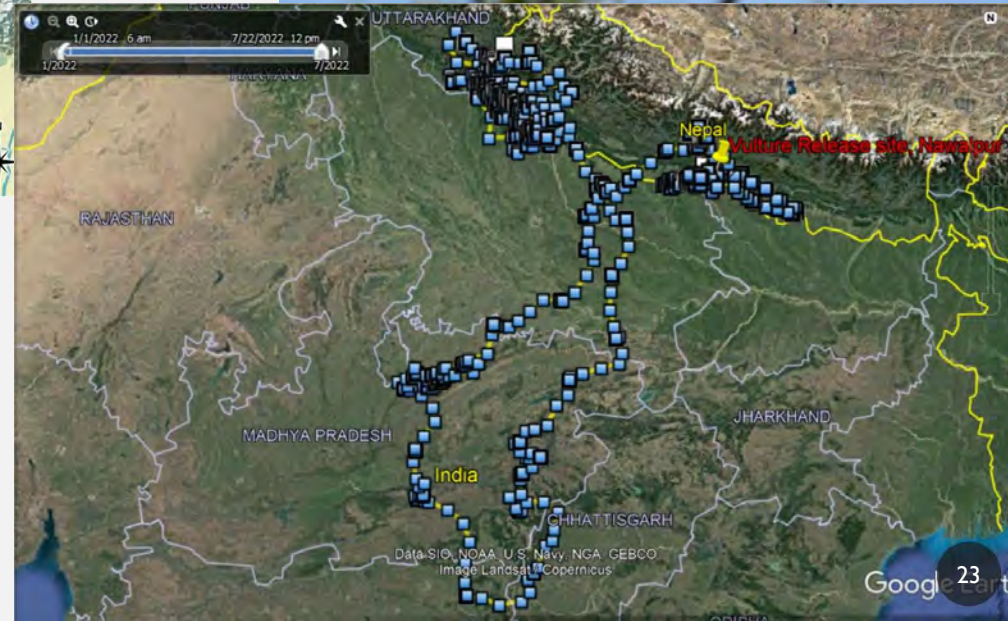 UTTARAKHAND
N
1/1/2022 6 am
7/22/2022 12 pm
1/2022
7/2022
Nepal
Vulture Release site, Nawalpur
RAJASTHAN
JHARKHAND
MADHYA PRADESH
India
CHHATTISGARH
Data SIO, NOAA, U.S. Navy, NGA, GEBCO
Image Landsat / Copernicus
Google
23